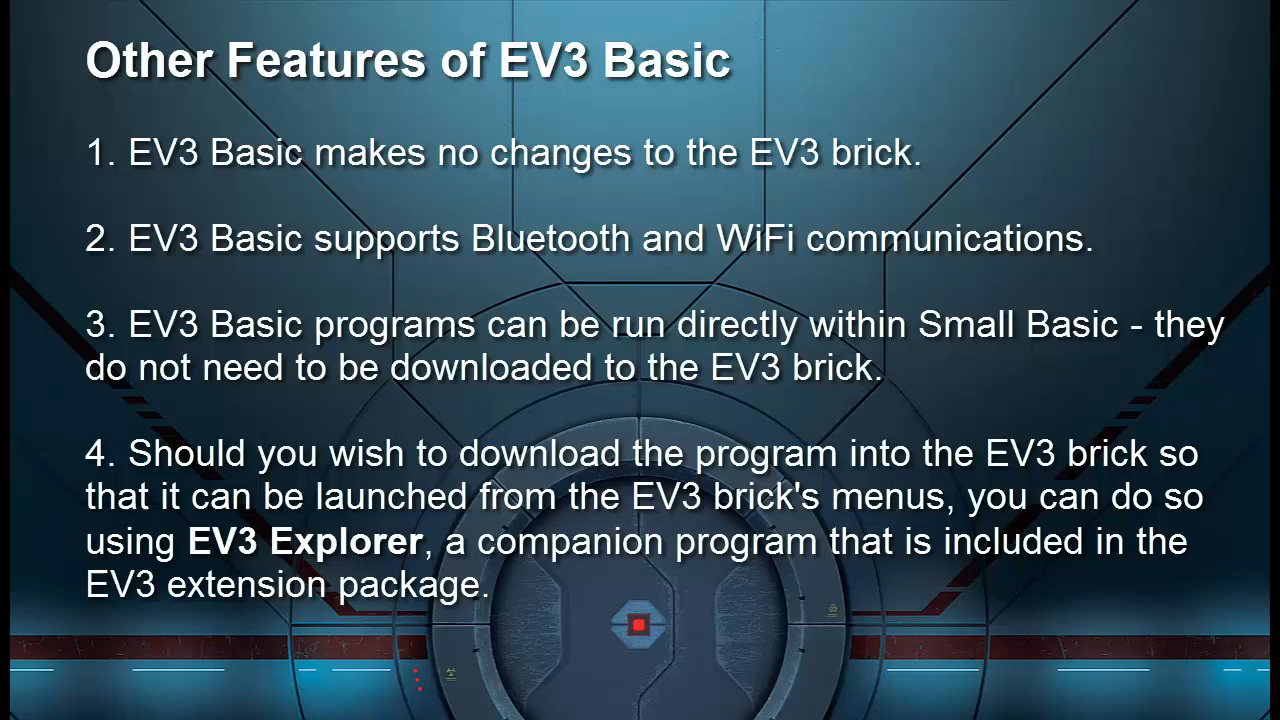 Other Features of EV3 Basic
1. EV3 Basic makes no changes to the EV3 brick.
2. EV3 Basic supports Bluetooth and WiFi communications.
3. EV3 Basic programs can be run directly within Small Basic - they
do not need to be downloaded to the EV3 brick.
4. Should you wish to download the program into the EV3 brick so
that it can be launched from the EV3 brick's menus, you can do so
using EV3 Explorer, a companion program that is included in the
EV3 extension package.